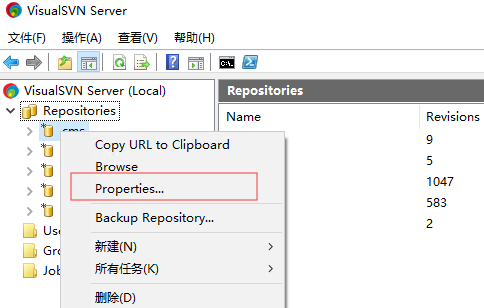 VisualSVN Server
文件(F) 操作(A) 查看(V) 帮助(H)
VisualSVN Server (Local)
Repositories
cms
Use
Gro
Job
Copy URL to Clipboard
Browse
Properties...
Backup Repository...
新建(N)
所有任务(K)
删除(D)
Repositories
Name Revisions
9
5
1047
583
2